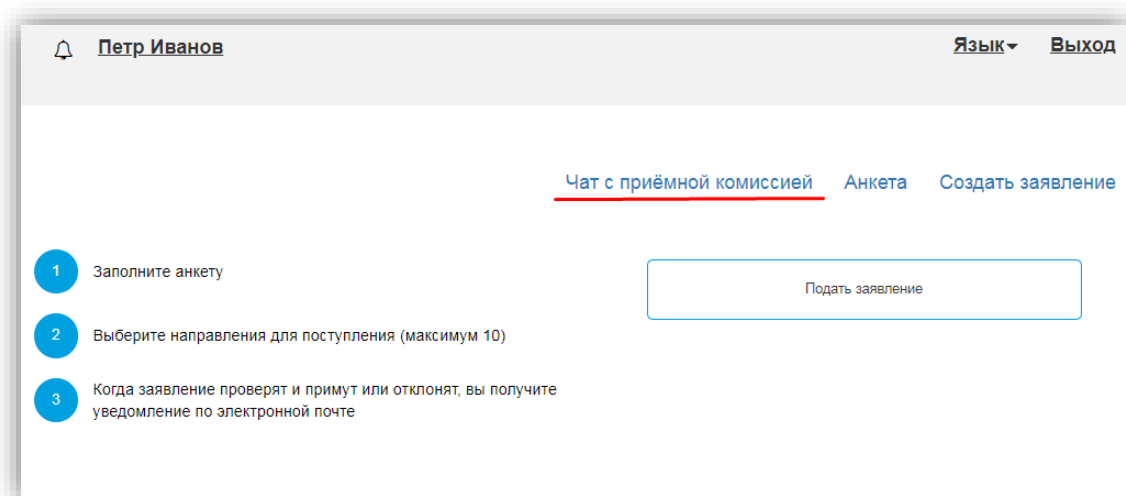 Петр Иванов Язык Выход
Чат с приёмной комиссией Анкета Создать заявление
1 Заполните анкету
Подать заявление
2 Выберите направления для поступления (максимум 10)
3 Когда заявление проверят и примут или отклонят, вы получите
уведомление по электронной почте